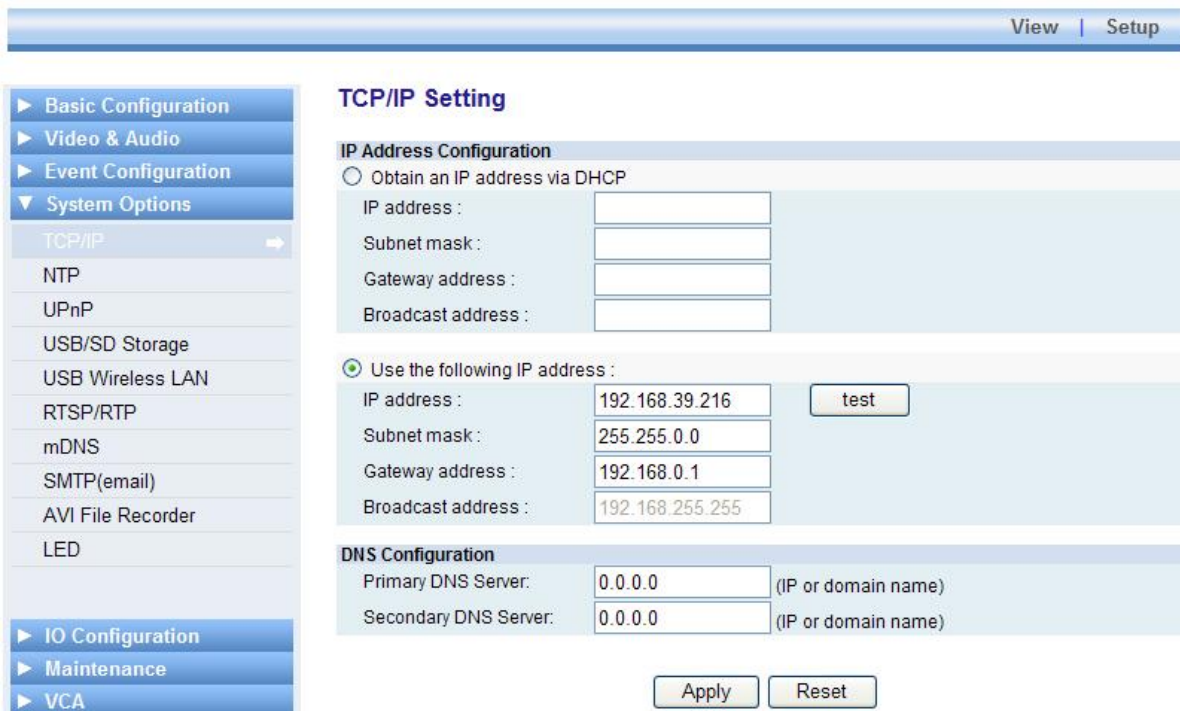 View | Setup
Basic Configuration
Video & Audio
Event Configuration
System Options
TCP/IP
NTP
UPnP
USB/SD Storage
USB Wireless LAN
RTSP/RTP
mDNS
SMTP(email)
AVI File Recorder
LED
IO Configuration
Maintenance
VCA
TCP/IP Setting
IP Address Configuration
Obtain an IP address via DHCP
IP address :
Subnet mask :
Gateway address :
Broadcast address :
Use the following IP address :
IP address : 192.168.39.216 test
Subnet mask : 255.255.0.0
Gateway address : 192.168.0.1
Broadcast address : 192.168.255.255
DNS Configuration
Primary DNS Server: 0.0.0.0 (IP or domain name)
Secondary DNS Server: 0.0.0.0 (IP or domain name)
Apply Reset